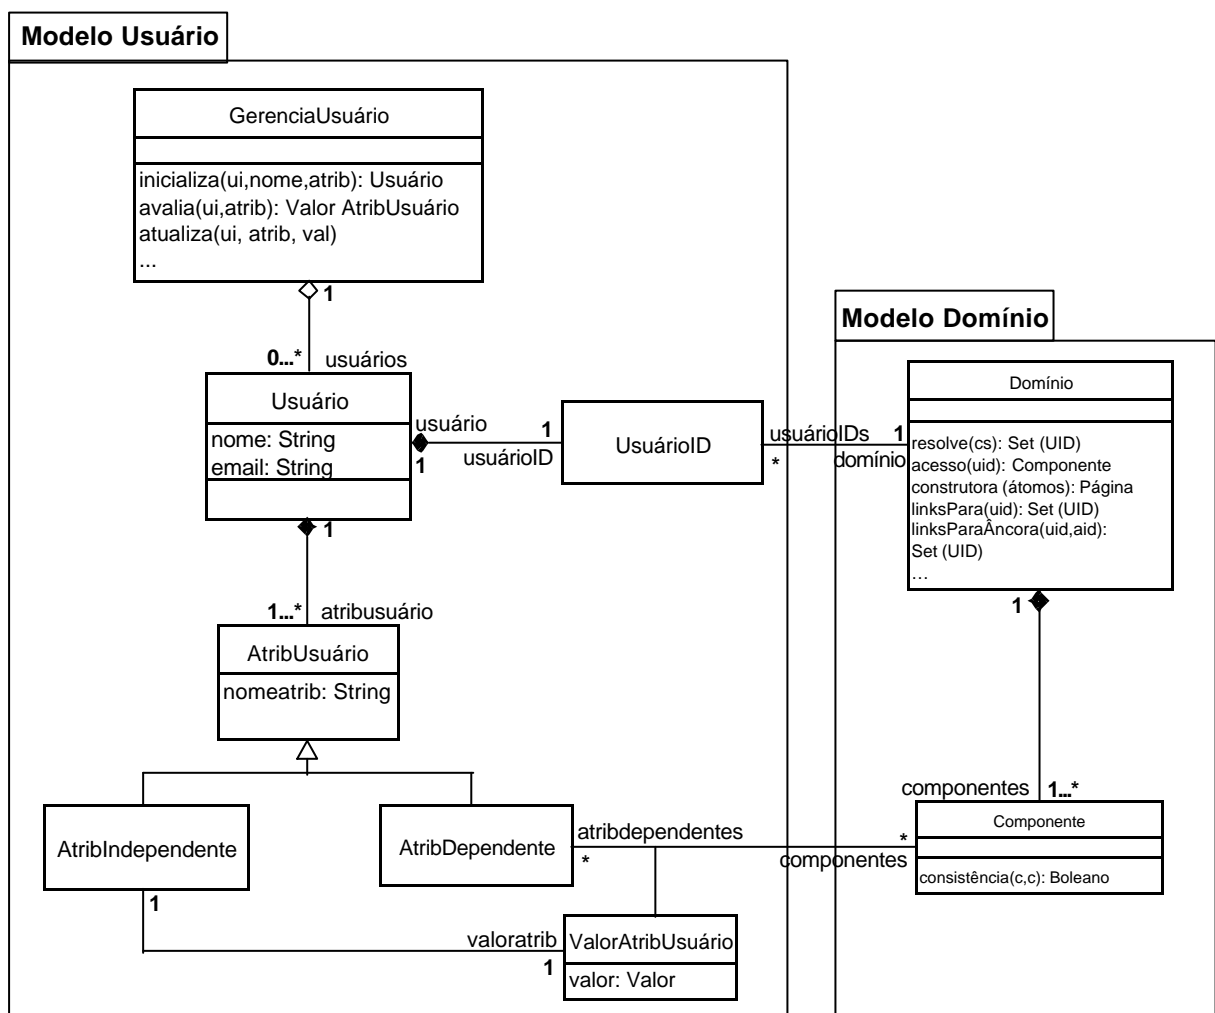 Modelo Usuário
GerenciaUsuário
inicializa(ui,nome,atrib): Usuário
avalia(ui,atrib): Valor AtribUsuário
atualiza(ui, atrib, val)
...
1
0...* usuários
Usuário
nome: String
email: String
usuário
1
usuárioID
1
UsuárioID
usuárioIDs
*
1
domínio
Modelo Domínio
Domínio
resolve(cs): Set (UID)
acesso(uid): Componente
construtora (átomos): Página
linksPara(uid): Set (UID)
linksParaÂncora(uid,aid):
Set (UID)
...
1
1
1...* atribusuário
AtribUsuário
nomeatrib: String
componentes 1...*
Componente
consistência(c,c): Boleano
AtribIndependente
AtribDependente
atribdependentes
*
*
componentes
1
valoratrib
1
ValorAtribUsuário
valor: Valor